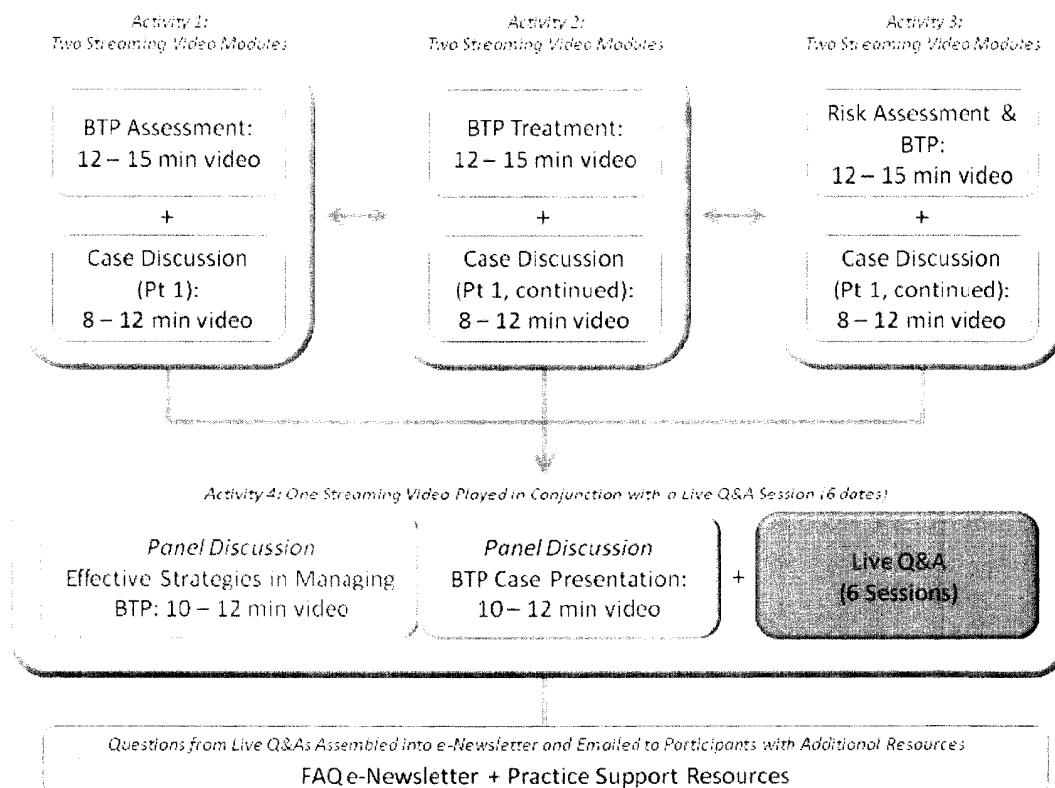 Activity 1:
Two Streaming Video Modules
BTP Assessment:
12 – 15 min video
+
Case Discussion
(Pt 1):
8 – 12 min video
Activity 2:
Two Streaming Video Modules
BTP Treatment:
12 – 15 min video
+
Case Discussion
(Pt 1, continued):
8 – 12 min video
Activity 3:
Two Streaming Video Modules
Risk Assessment &
BTP:
12 – 15 min video
+
Case Discussion
(Pt 1, continued):
8 – 12 min video
Activity 4: One Streaming Video Played in Conjunction with a Live Q&A Session (6 dates)
Panel Discussion
Effective Strategies in Managing
BTP: 10 – 12 min video
Panel Discussion
BTP Case Presentation:
10 – 12 min video
+
Live Q&A
(6 Sessions)
Questions from Live Q&As Assembled into e-Newsletter and Emailed to Participants with Additional Resources
FAQ e-Newsletter + Practice Support Resources